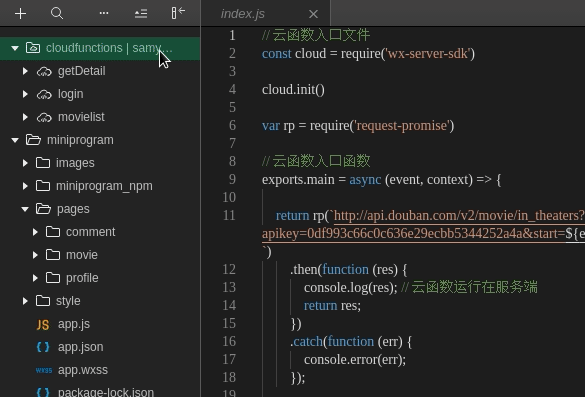 index.js
cloudfunctions | samy...
getDetail
login
movielist
miniprogram
images
miniprogram_npm
pages
comment
movie
profile
style
JS app.js
{ } app.json
wxss app.wxss
{ } package-lock.json
1 // 云函数入口文件
2 const cloud = require('wx-server-sdk')
3
4 cloud.init()
5
6 var rp = require('request-promise')
7
8 // 云函数入口函数
9 exports.main = async (event, context) => {
10
11 return rp(`http://api.douban.com/v2/movie/in_theaters?
apikey=0df993c66c0c636e29ecbb5344252a4a&start=${e
`)
12 .then(function (res) {
13 console.log(res); // 云函数运行在服务端
14 return res;
15 })
16 .catch(function (err) {
17 console.error(err);
18 });
19